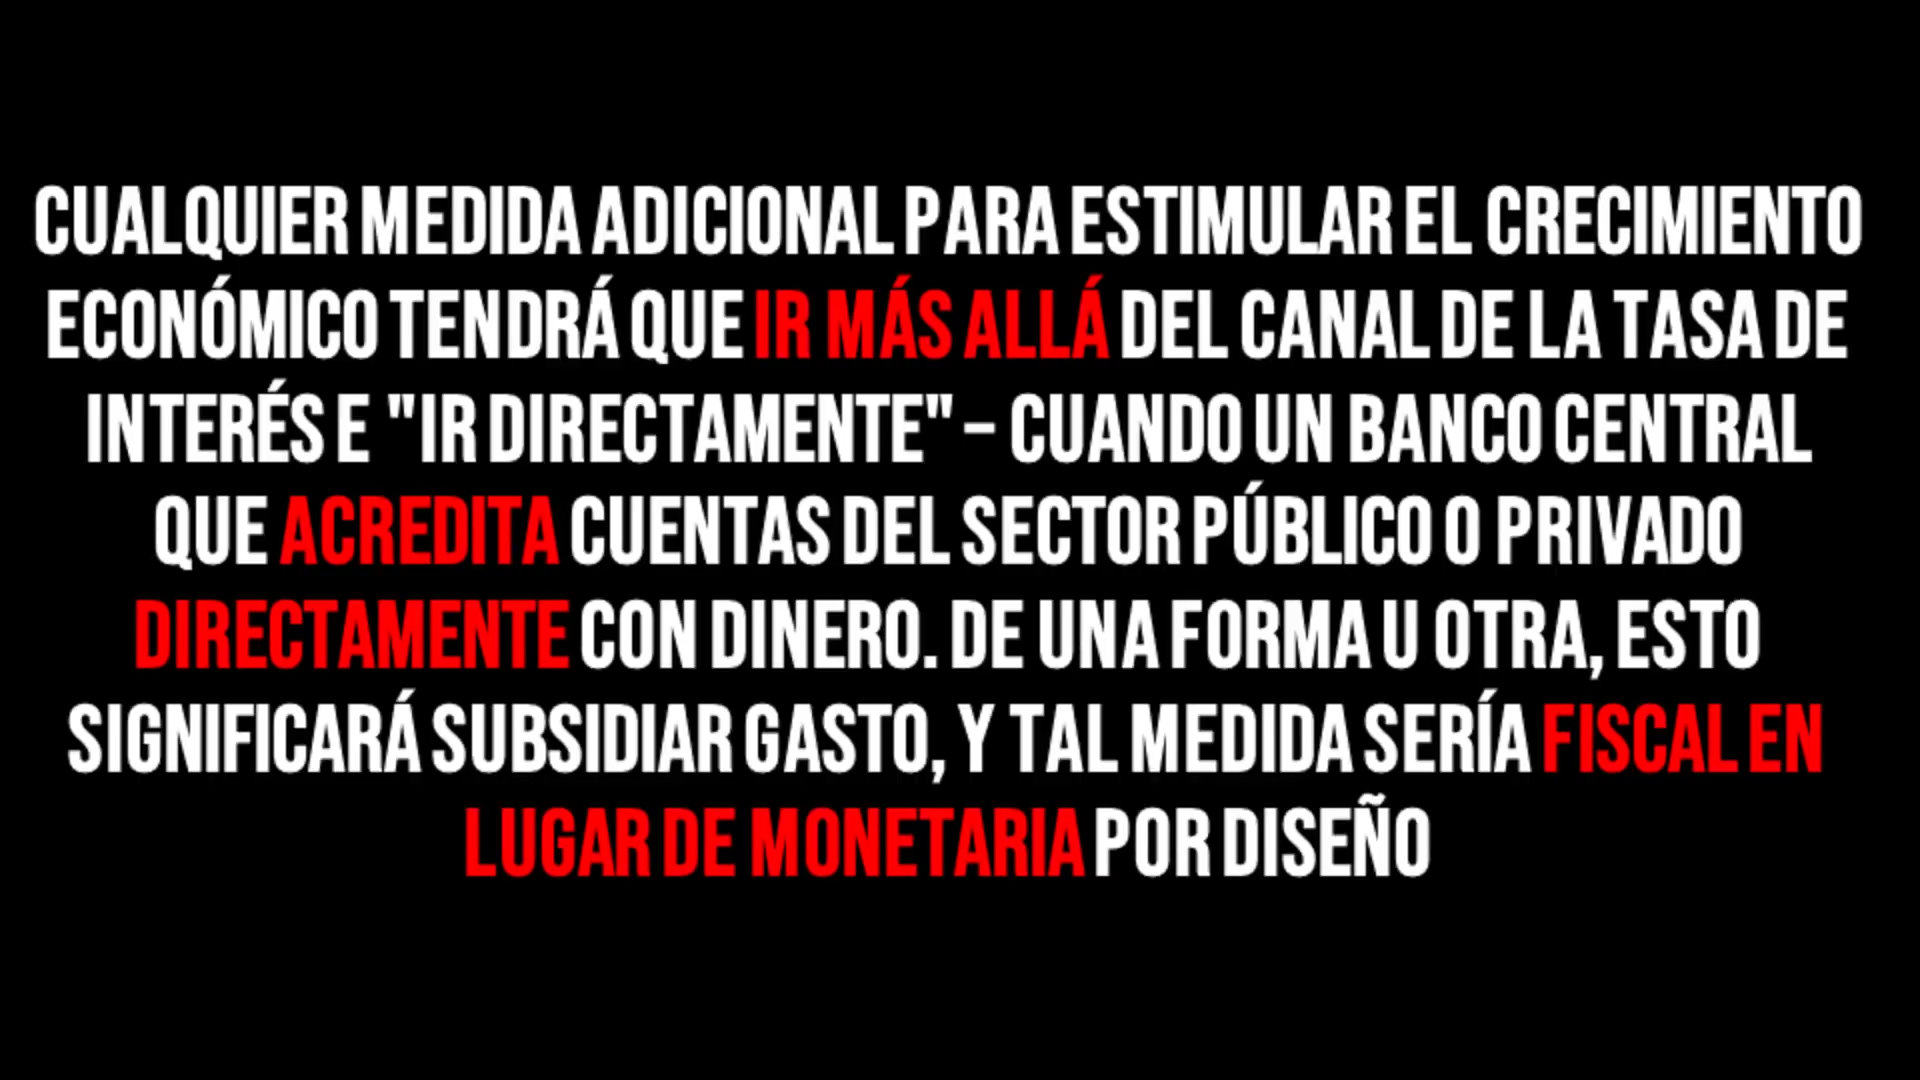 CUALQUIER MEDIDA ADICIONAL PARA ESTIMULAR EL CRECIMIENTO
ECONÓMICO TENDRÁ QUE IR MÁS ALLÁ DEL CANAL DE LA TASA DE
INTERÉS E "IR DIRECTAMENTE" – CUANDO UN BANCO CENTRAL
QUE ACREDITA CUENTAS DEL SECTOR PÚBLICO O PRIVADO
DIRECTAMENTE CON DINERO. DE UNA FORMA U OTRA, ESTO
SIGNIFICARÁ SUBSIDIAR GASTO, Y TAL MEDIDA SERÍA FISCAL EN
LUGAR DE MONETARIA POR DISEÑO